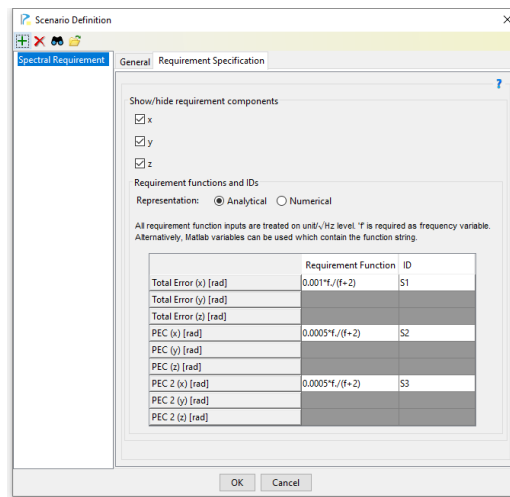 Scenario Definition
Spectral Requirement
General Requirement Specification
?
Show/hide requirement components
x
y
z
Requirement functions and IDs
Representation: Analytical Numerical
All requirement function inputs are treated on unit/√Hz level. 'f' is required as frequency variable.
Alternatively, Matlab variables can be used which contain the function string.
Requirement Function ID
Total Error (x) [rad] 0.001*f./(f+2) S1
Total Error (y) [rad]
Total Error (z) [rad]
PEC (x) [rad] 0.0005*f./(f+2) S2
PEC (y) [rad]
PEC (z) [rad]
PEC 2 (x) [rad] 0.0005*f./(f+2) S3
PEC 2 (y) [rad]
PEC 2 (z) [rad]
OK Cancel